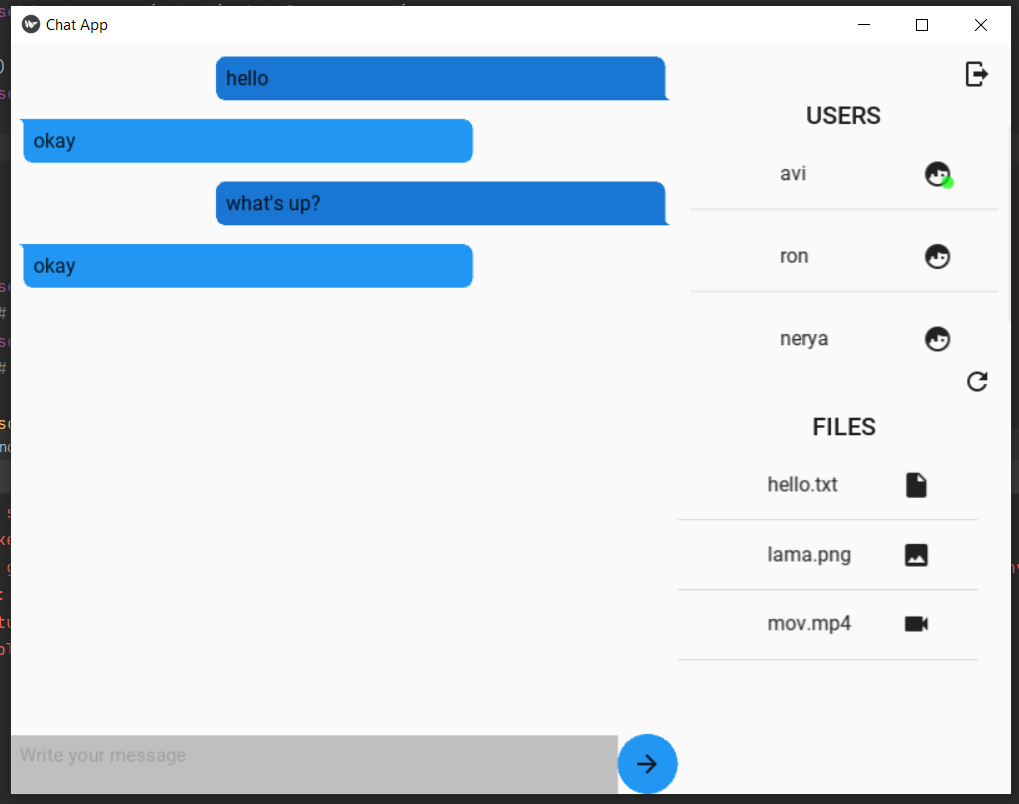 Chat App
hello
okay
what's up?
okay
Write your message
USERS
avi
ron
nerya
FILES
hello.txt
lama.png
mov.mp4